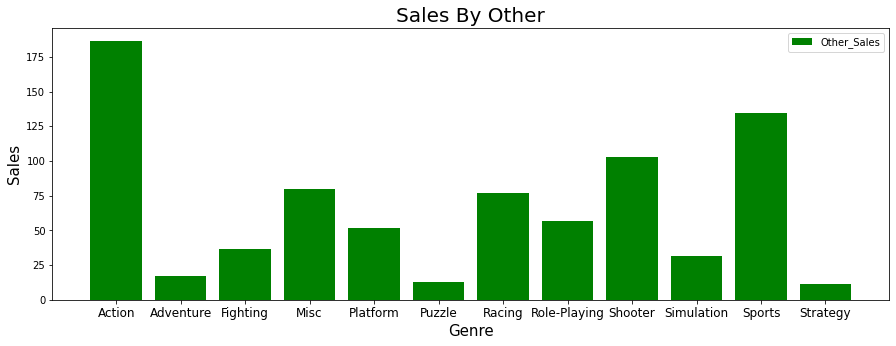 Sales By Other
Other_Sales
Sales
175
150
125
100
75
50
25
0
Action Adventure Fighting Misc Platform Puzzle Racing Role-Playing Shooter Simulation Sports Strategy
Genre